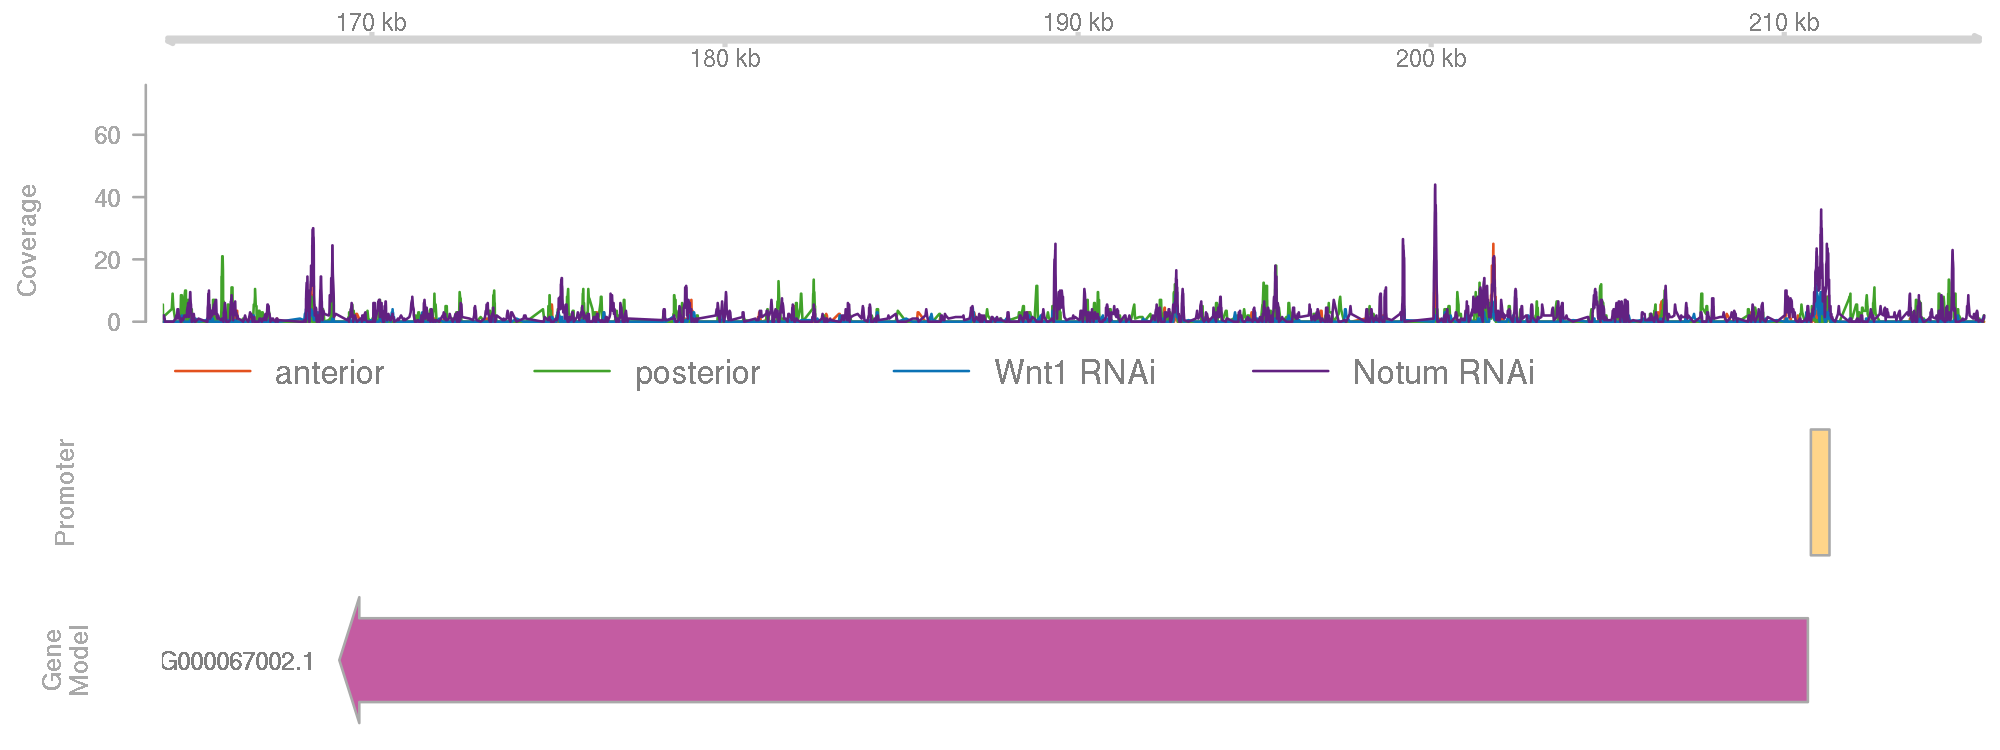 170 kb 190 kb 210 kb
180 kb 200 kb
Coverage
60
40
20
0
anterior posterior Wnt1 RNAi Notum RNAi
Promoter
Gene
Model
G000067002.1